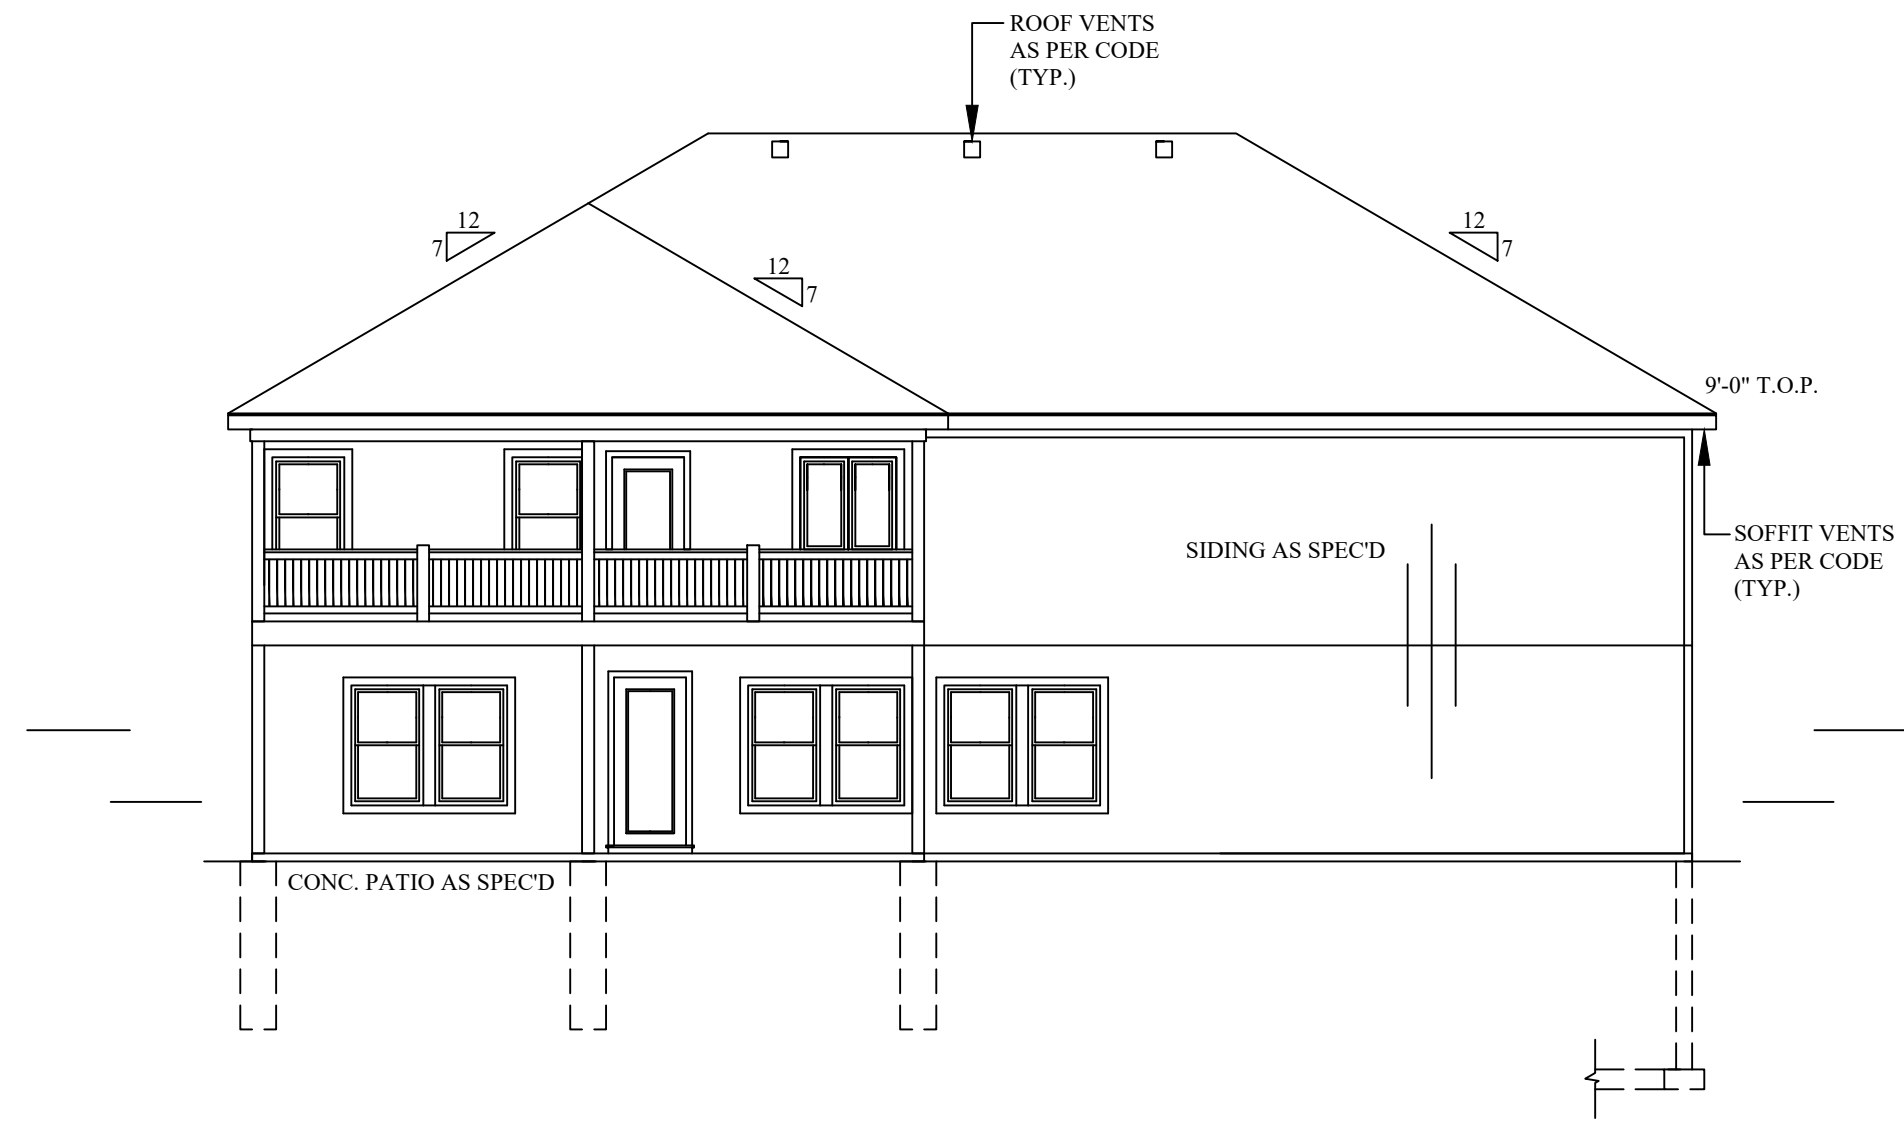 ROOF VENTS
AS PER CODE
(TYP.)
12
7
12
7
12
7
9'-0" T.O.P.
SIDING AS SPEC'D
SOFFIT VENTS
AS PER CODE
(TYP.)
CONC. PATIO AS SPEC'D